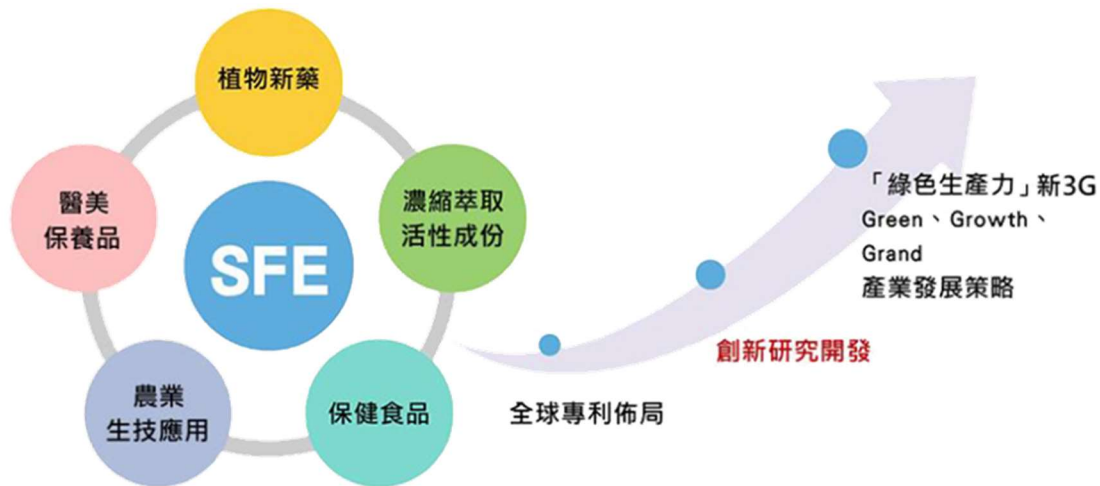 植物新藥
醫美
保養品
濃縮萃取
活性成份
SFE
農業
生技應用
保健食品
「綠色生產力」新3G
Green、Growth、
Grand
產業發展策略
創新研究開發
全球專利佈局